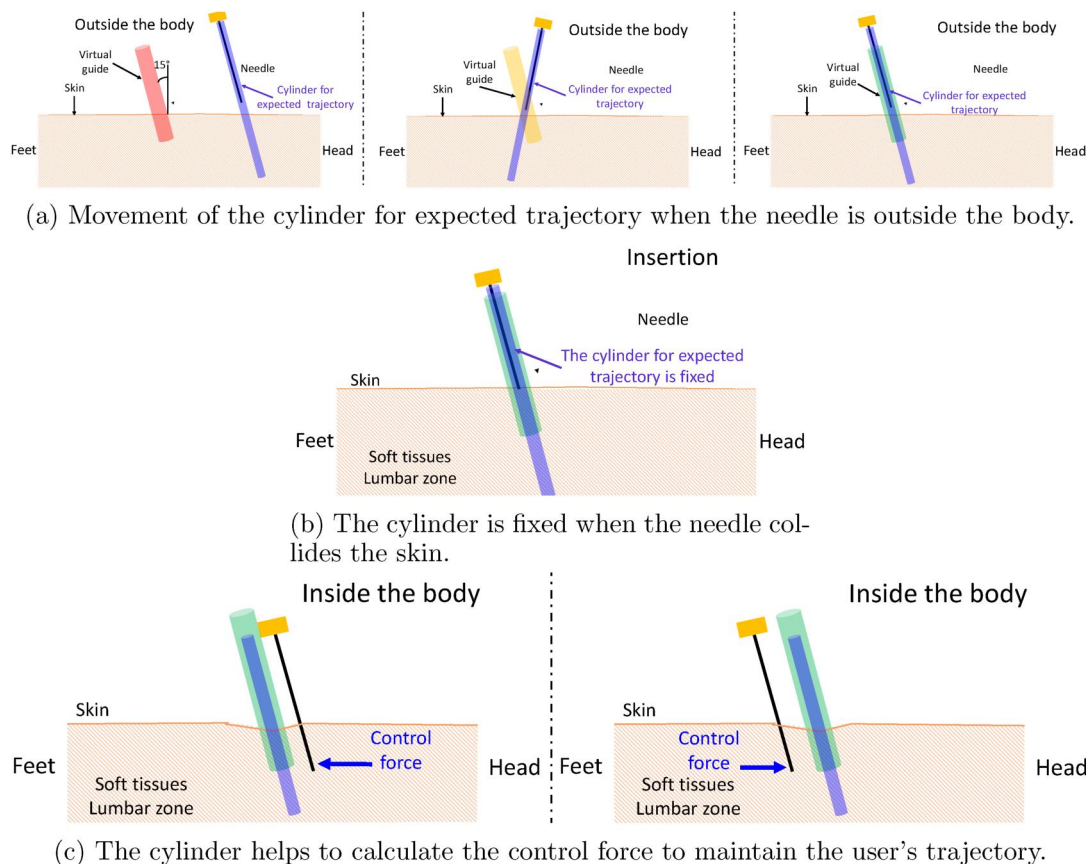 Outside the body
Virtual
guide
15°
Needle
Skin
Cylinder for
expected trajectory
Feet
Head
Outside the body
Virtual
guide
Needle
Skin
Cylinder for expected
trajectory
Feet
Head
Outside the body
Virtual
guide
Needle
Skin
Cylinder for expected
trajectory
Feet
Head
(a) Movement of the cylinder for expected trajectory when the needle is outside the body.
Insertion
Needle
The cylinder for expected
trajectory is fixed
Skin
Feet
Head
Soft tissues
Lumbar zone
(b) The cylinder is fixed when the needle col-
lides the skin.
Inside the body
Skin
Control
force
Feet
Head
Soft tissues
Lumbar zone
Inside the body
Skin
Control
force
Feet
Head
Soft tissues
Lumbar zone
(c) The cylinder helps to calculate the control force to maintain the user's trajectory.